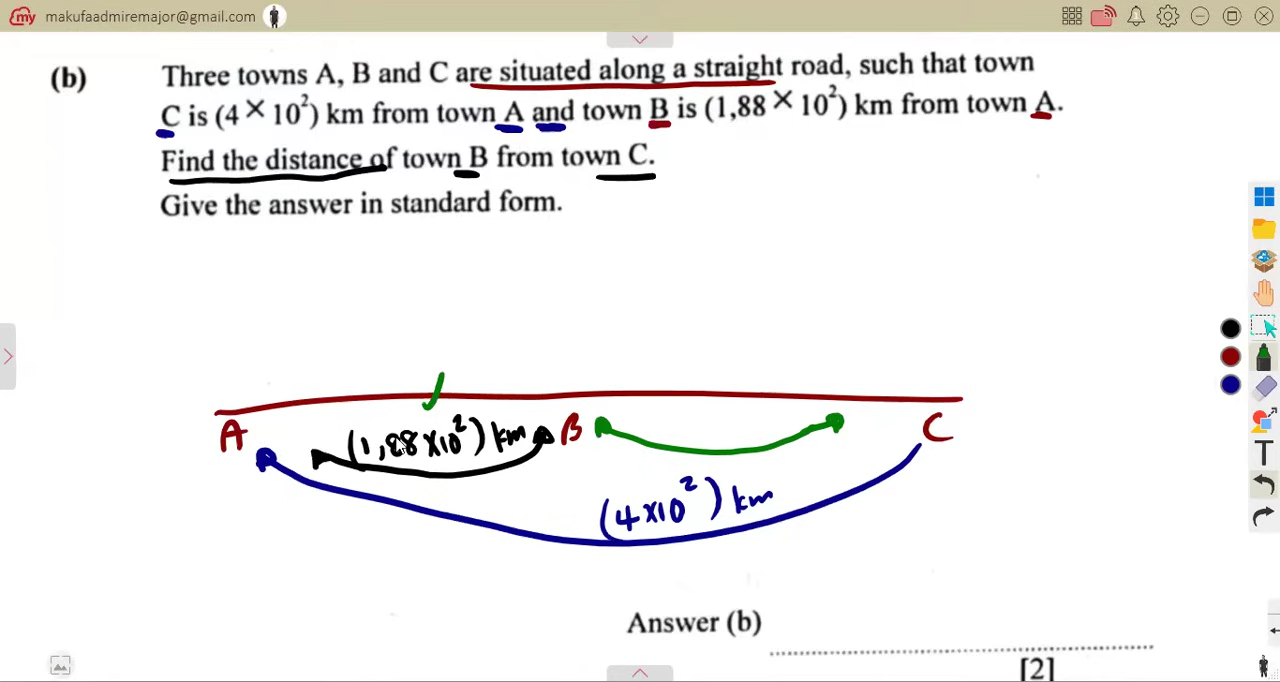 my makufaadmiremajor@gmail.com
(b) Three towns A, B and C are situated along a straight road, such that town
C is (4 × 10²) km from town A and town B is (1,88 × 10²) km from town A.
Find the distance of town B from town C.
Give the answer in standard form.
A (1,88×10²) km B C
(4×10²) km
Answer (b)
[2]
T